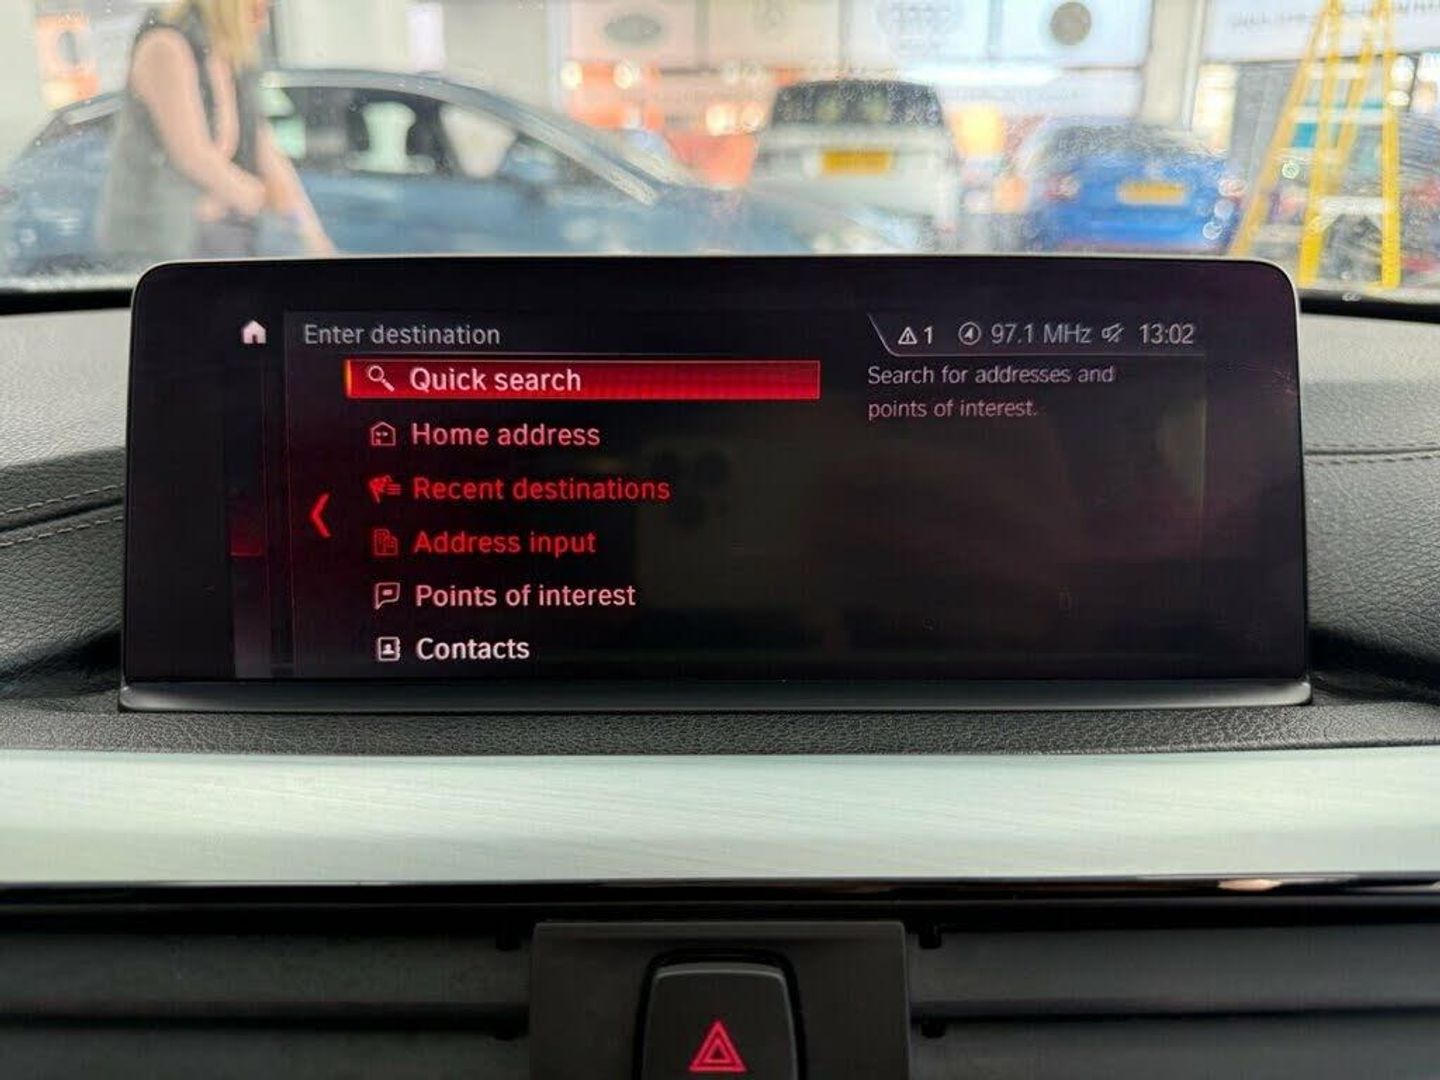 Enter destination
1 97.1 MHz 13:02
Quick search
Search for addresses and
points of interest.
Home address
Recent destinations
Address input
Points of interest
Contacts